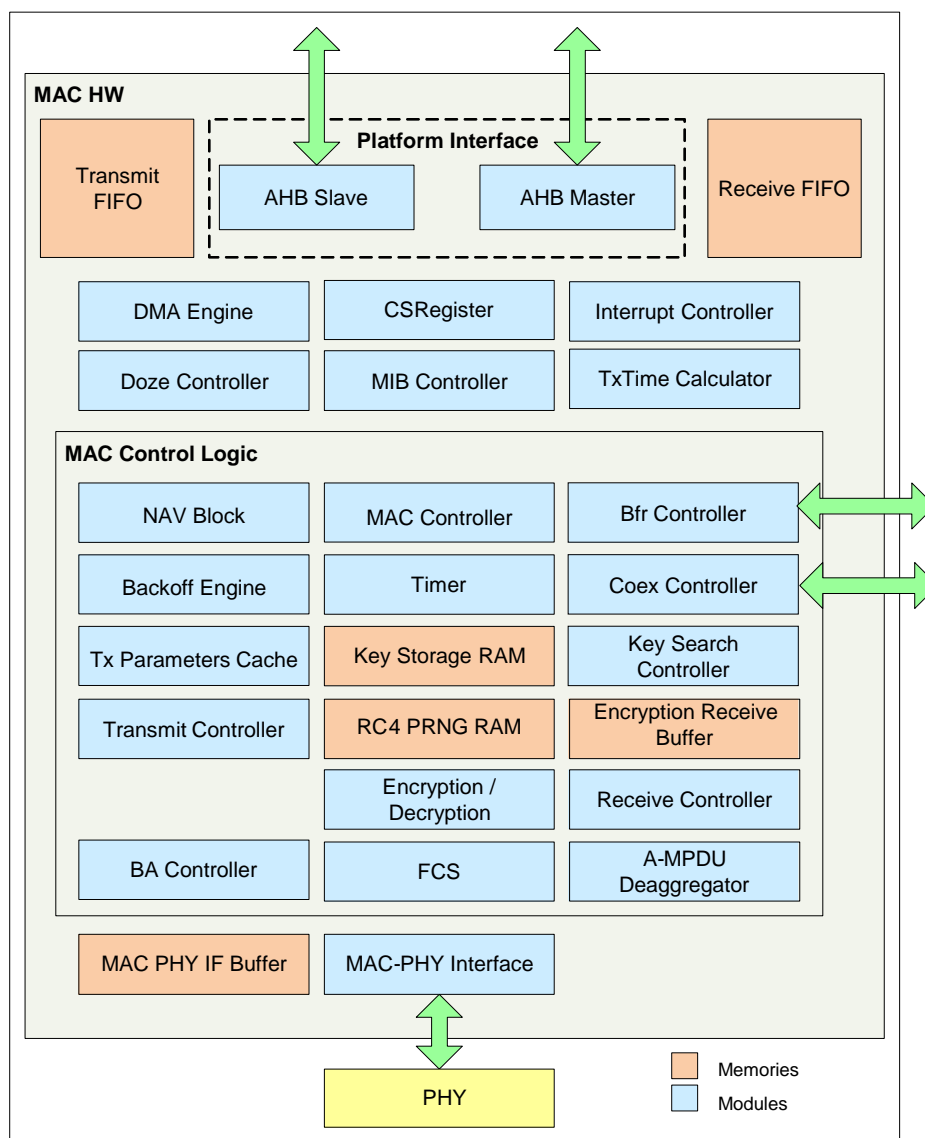 MAC HW
Transmit
FIFO
Platform Interface
AHB Slave
AHB Master
Receive FIFO
DMA Engine
CSRegister
Interrupt Controller
Doze Controller
MIB Controller
TxTime Calculator
MAC Control Logic
NAV Block
MAC Controller
Bfr Controller
Backoff Engine
Timer
Coex Controller
Tx Parameters Cache
Key Storage RAM
Key Search
Controller
Transmit Controller
RC4 PRNG RAM
Encryption Receive
Buffer
Encryption /
Decryption
Receive Controller
BA Controller
FCS
A-MPDU
Deaggregator
MAC PHY IF Buffer
MAC-PHY Interface
PHY
Memories
Modules